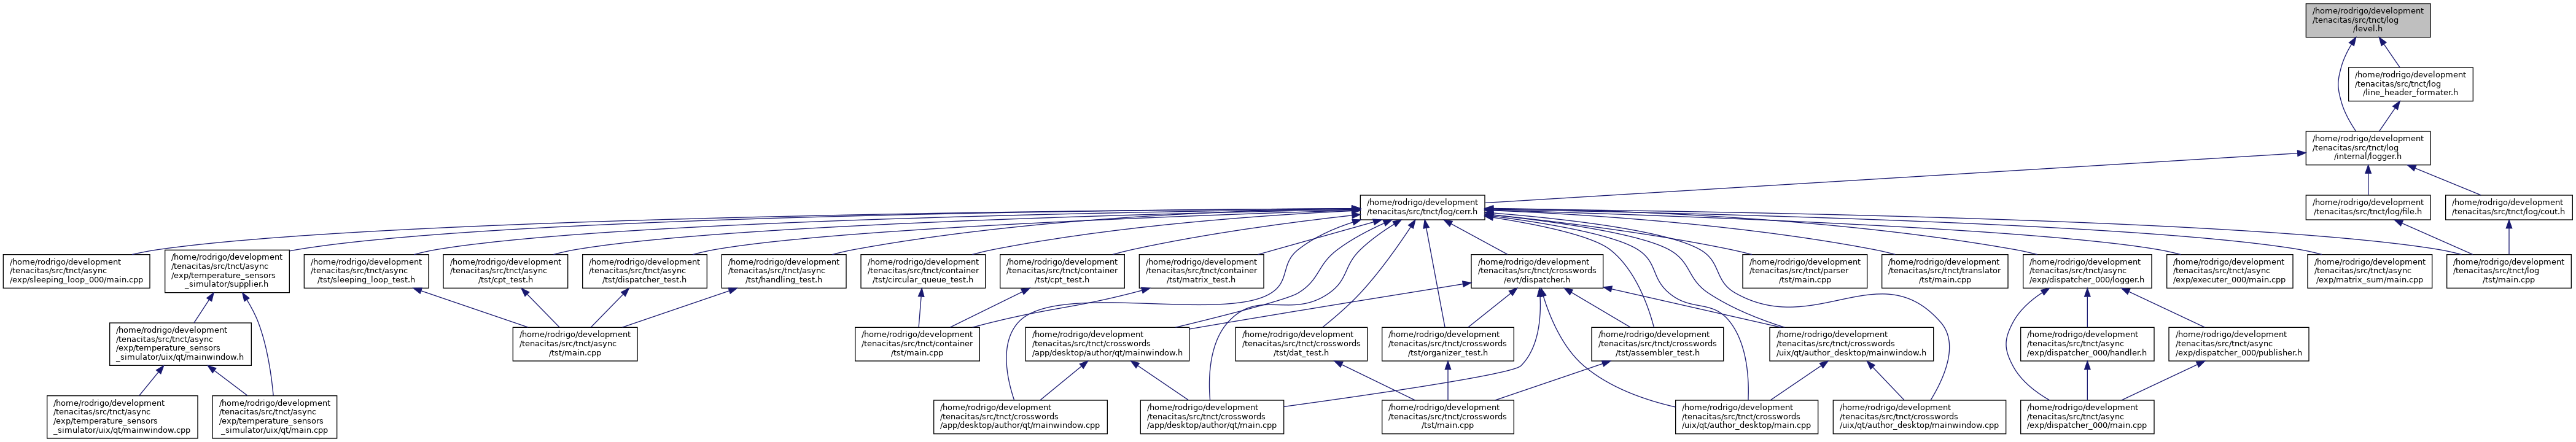 /home/rodrigo/development
/tenacitas/src/tnct/log
/level.h
/home/rodrigo/development
/tenacitas/src/tnct/log
/line_header_formater.h
/home/rodrigo/development
/tenacitas/src/tnct/log
/internal/logger.h
/home/rodrigo/development
/tenacitas/src/tnct/log/cerr.h
/home/rodrigo/development
/tenacitas/src/tnct/log/file.h
/home/rodrigo/development
/tenacitas/src/tnct/log/cout.h
/home/rodrigo/development
/tenacitas/src/tnct/async
/exp/sleeping_loop_000/main.cpp
/home/rodrigo/development
/tenacitas/src/tnct/async
/exp/temperature_sensors
_simulator/supplier.h
/home/rodrigo/development
/tenacitas/src/tnct/async
/tst/sleeping_loop_test.h
/home/rodrigo/development
/tenacitas/src/tnct/async
/tst/cpt_test.h
/home/rodrigo/development
/tenacitas/src/tnct/async
/tst/dispatcher_test.h
/home/rodrigo/development
/tenacitas/src/tnct/async
/tst/handling_test.h
/home/rodrigo/development
/tenacitas/src/tnct/container
/tst/circular_queue_test.h
/home/rodrigo/development
/tenacitas/src/tnct/container
/tst/cpt_test.h
/home/rodrigo/development
/tenacitas/src/tnct/container
/tst/matrix_test.h
/home/rodrigo/development
/tenacitas/src/tnct/crosswords
/evt/dispatcher.h
/home/rodrigo/development
/tenacitas/src/tnct/parser
/tst/main.cpp
/home/rodrigo/development
/tenacitas/src/tnct/translator
/tst/main.cpp
/home/rodrigo/development
/tenacitas/src/tnct/async
/exp/dispatcher_000/logger.h
/home/rodrigo/development
/tenacitas/src/tnct/async
/exp/executer_000/main.cpp
/home/rodrigo/development
/tenacitas/src/tnct/async
/exp/matrix_sum/main.cpp
/home/rodrigo/development
/tenacitas/src/tnct/log
/tst/main.cpp
/home/rodrigo/development
/tenacitas/src/tnct/async
/exp/temperature_sensors
_simulator/uix/qt/mainwindow.h
/home/rodrigo/development
/tenacitas/src/tnct/async
/tst/main.cpp
/home/rodrigo/development
/tenacitas/src/tnct/container
/tst/main.cpp
/home/rodrigo/development
/tenacitas/src/tnct/crosswords
/app/desktop/author/qt/mainwindow.h
/home/rodrigo/development
/tenacitas/src/tnct/crosswords
/tst/dat_test.h
/home/rodrigo/development
/tenacitas/src/tnct/crosswords
/tst/organizer_test.h
/home/rodrigo/development
/tenacitas/src/tnct/crosswords
/tst/assembler_test.h
/home/rodrigo/development
/tenacitas/src/tnct/crosswords
/uix/qt/author_desktop/mainwindow.h
/home/rodrigo/development
/tenacitas/src/tnct/async
/exp/dispatcher_000/handler.h
/home/rodrigo/development
/tenacitas/src/tnct/async
/exp/dispatcher_000/publisher.h
/home/rodrigo/development
/tenacitas/src/tnct/async
/exp/temperature_sensors
_simulator/uix/qt/mainwindow.cpp
/home/rodrigo/development
/tenacitas/src/tnct/async
/exp/temperature_sensors
_simulator/uix/qt/main.cpp
/home/rodrigo/development
/tenacitas/src/tnct/crosswords
/app/desktop/author/qt/mainwindow.cpp
/home/rodrigo/development
/tenacitas/src/tnct/crosswords
/app/desktop/author/qt/main.cpp
/home/rodrigo/development
/tenacitas/src/tnct/crosswords
/tst/main.cpp
/home/rodrigo/development
/tenacitas/src/tnct/crosswords
/uix/qt/author_desktop/main.cpp
/home/rodrigo/development
/tenacitas/src/tnct/crosswords
/uix/qt/author_desktop/mainwindow.cpp
/home/rodrigo/development
/tenacitas/src/tnct/async
/exp/dispatcher_000/main.cpp